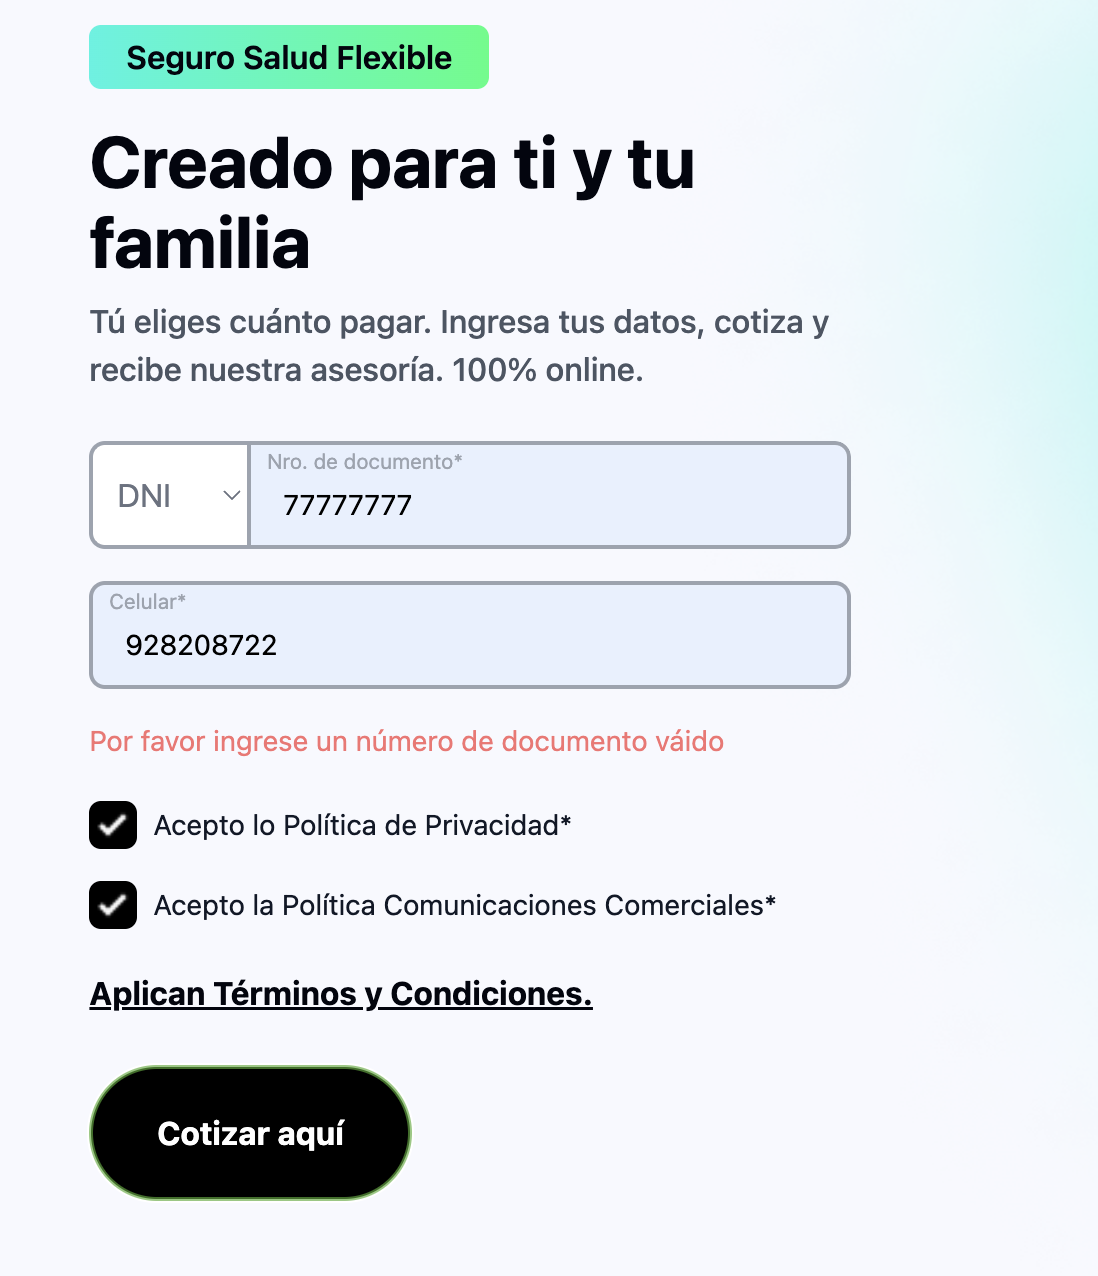 Seguro Salud Flexible
Creado para ti y tu
familia
Tú eliges cuánto pagar. Ingresa tus datos, cotiza y
recibe nuestra asesoría. 100% online.
DNI
Nro. de documento*
77777777
Celular*
928208722
Por favor ingrese un número de documento váido
Acepto lo Política de Privacidad*
Acepto la Política Comunicaciones Comerciales*
Aplican Términos y Condiciones.
Cotizar aquí